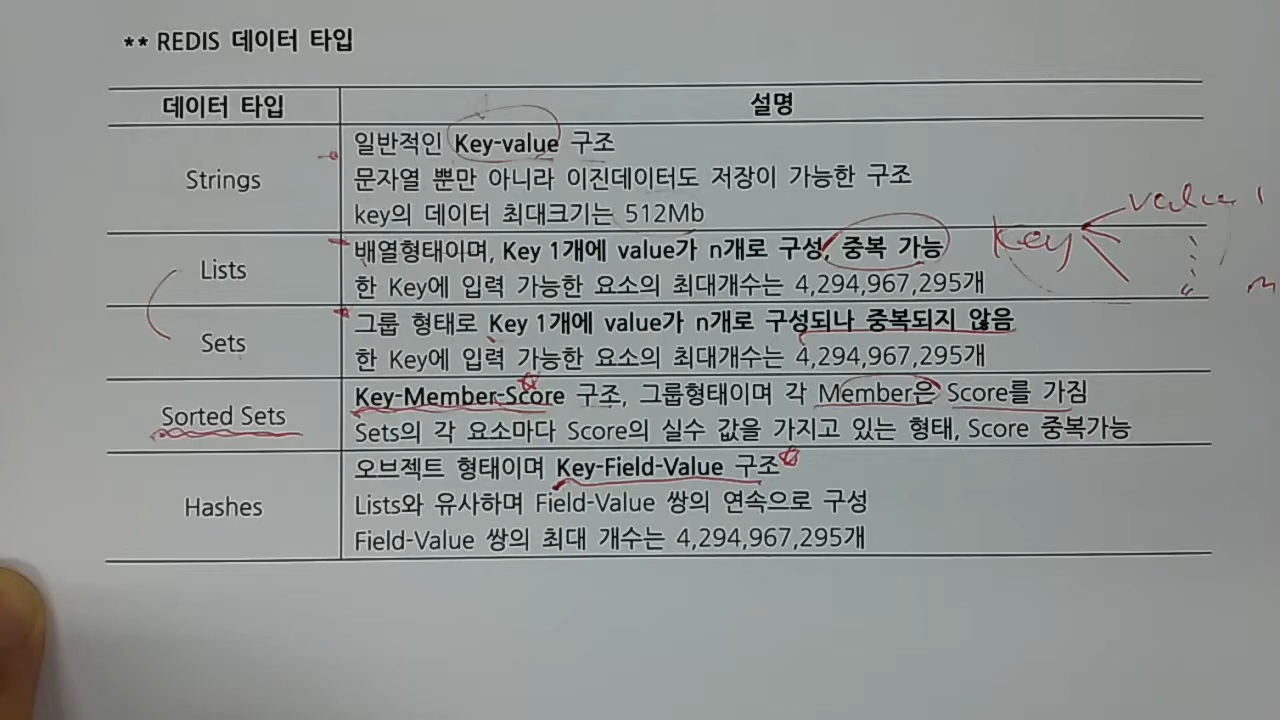 ** REDIS 데이터 타입
데이터 타입 설명
Strings
일반적인 Key-value 구조
문자열 뿐만 아니라 이진데이터도 저장이 가능한 구조
key의 데이터 최대크기는 512Mb
Lists
배열형태이며, Key 1개에 value가 n개로 구성, 중복 가능
한 Key에 입력 가능한 요소의 최대개수는 4,294,967,295개
Key value 1
n
Sets
그룹 형태로 Key 1개에 value가 n개로 구성되나 중복되지 않음
한 Key에 입력 가능한 요소의 최대개수는 4,294,967,295개
Sorted Sets
Key-Member-Score 구조, 그룹형태이며 각 Member은 Score를 가짐
Sets의 각 요소마다 Score의 실수 값을 가지고 있는 형태, Score 중복가능
Hashes
오브젝트 형태이며 Key-Field-Value 구조
Lists와 유사하며 Field-Value 쌍의 연속으로 구성
Field-Value 쌍의 최대 개수는 4,294,967,295개